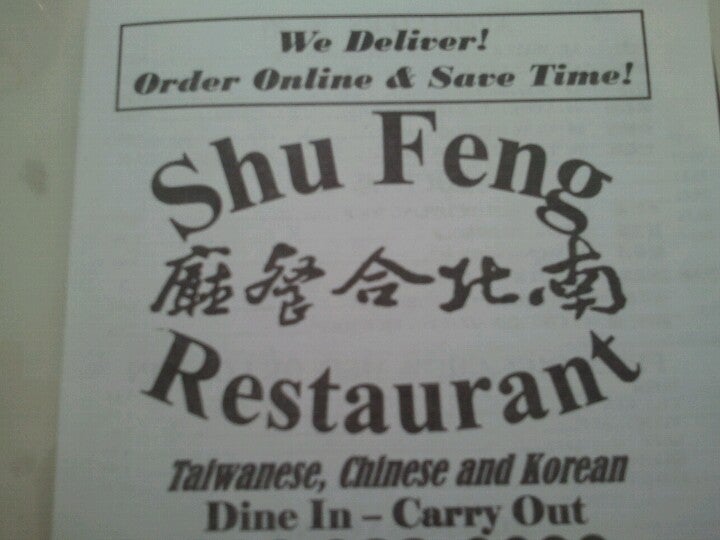 We Deliver!
Order Online & Save Time!
Shu Feng
廳餐合北南
Restaurant
Taiwanese, Chinese and Korean
Dine In – Carry Out